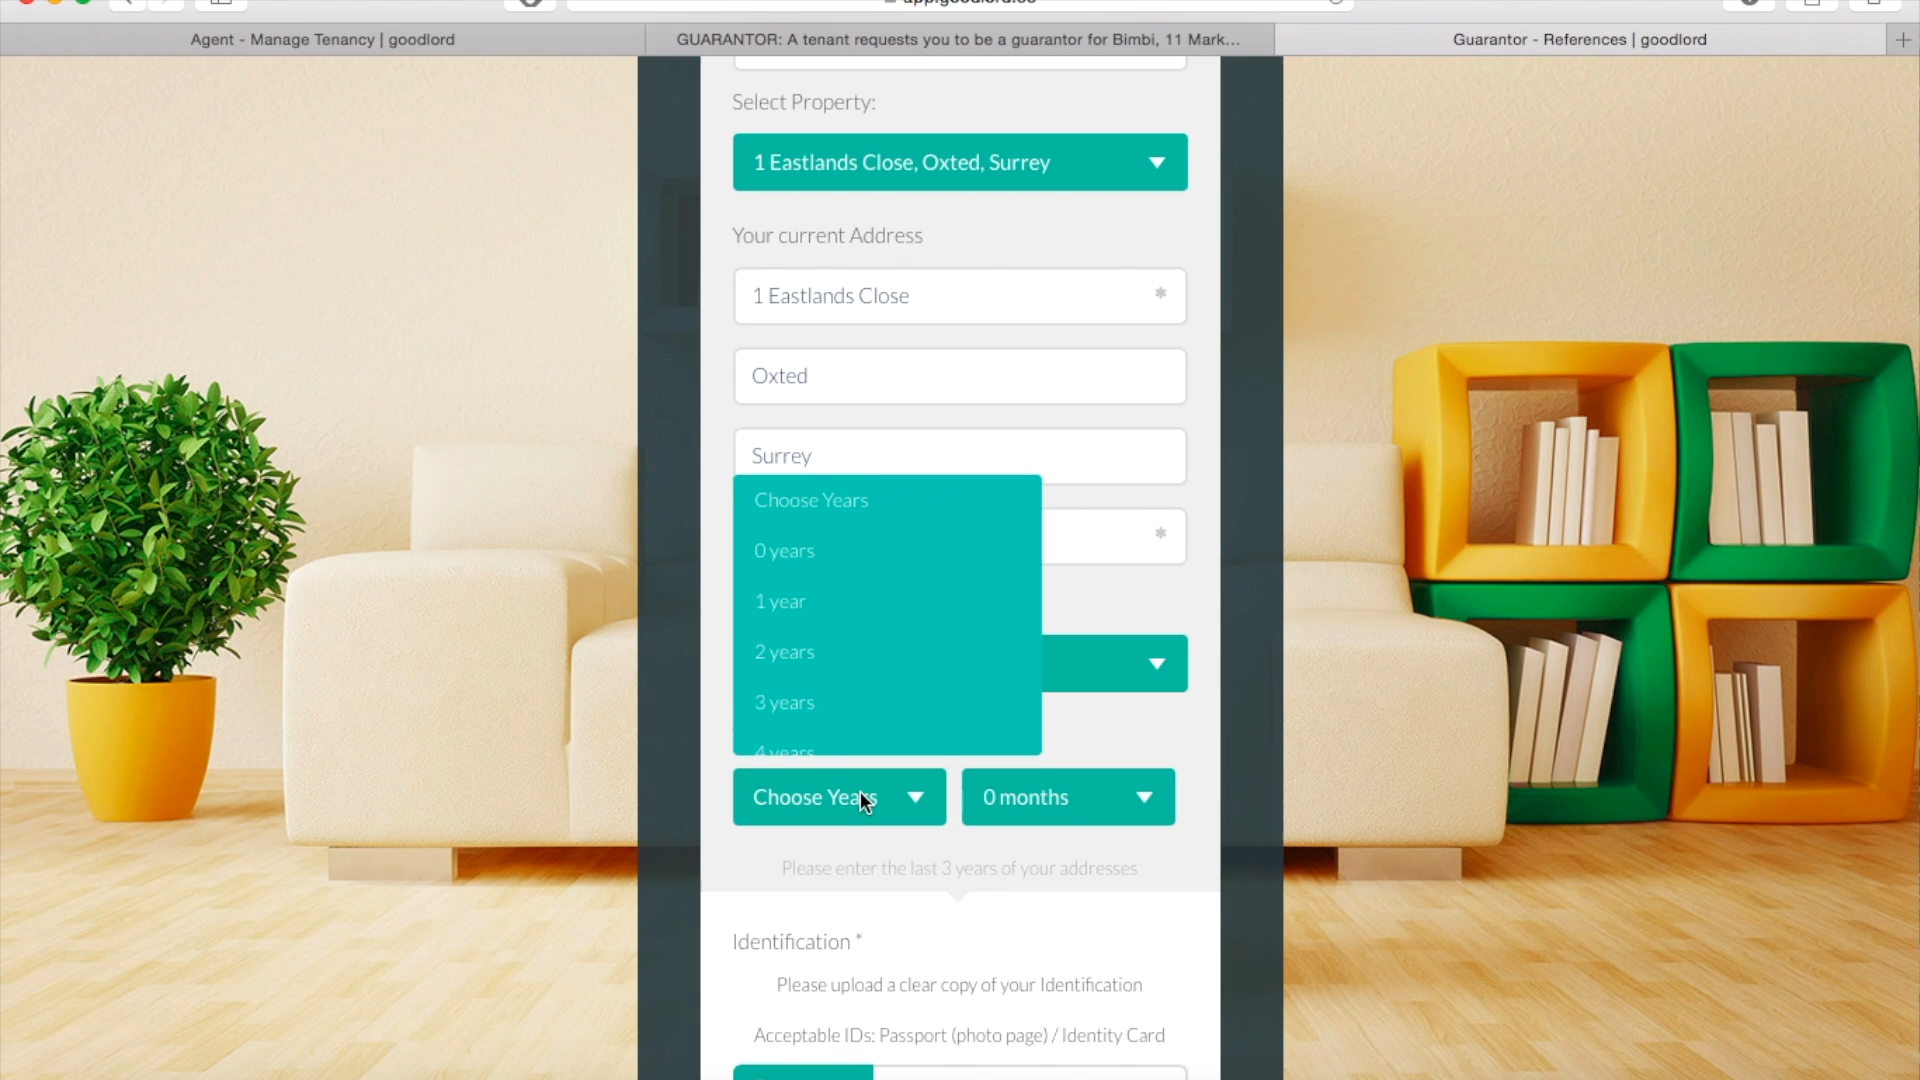 Agent - Manage Tenancy | goodlord
GUARANTOR: A tenant requests you to be a guarantor for Bimbi, 11 Mark...
Guarantor - References | goodlord
Select Property:
1 Eastlands Close, Oxted, Surrey
Your current Address
1 Eastlands Close *
Oxted
Surrey
Choose Years
0 years
*
1 year
2 years
3 years
4 years
Choose Years
0 months
Please enter the last 3 years of your addresses
Identification *
Please upload a clear copy of your Identification
Acceptable IDs: Passport (photo page) / Identity Card